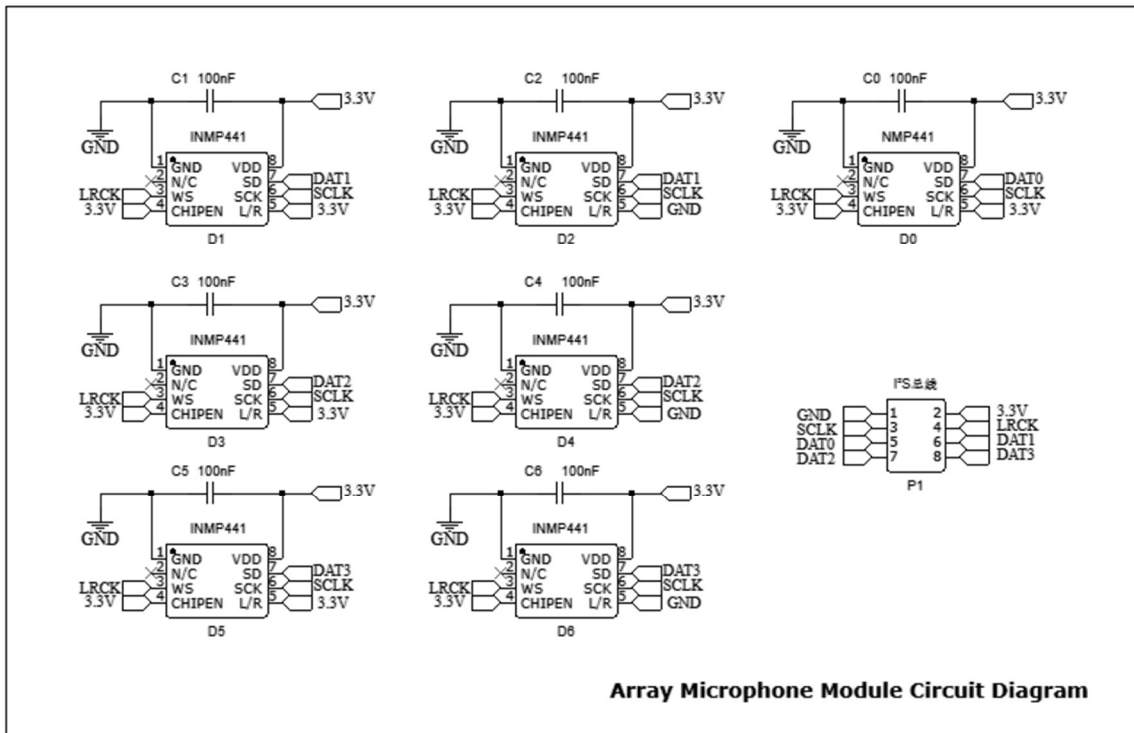 C1 100nF
3.3V
GND
INMP441
1 GND VDD 8
2 N/C SD 7 DAT1
LRCK 3 WS SCK 6 SCLK
3.3V 4 CHIPEN L/R 5 3.3V
D1
C2 100nF
3.3V
GND
INMP441
1 GND VDD 8
2 N/C SD 7 DAT1
LRCK 3 WS SCK 6 SCLK
3.3V 4 CHIPEN L/R 5 GND
D2
C0 100nF
3.3V
GND
NMP441
1 GND VDD 8
2 N/C SD 7 DAT0
LRCK 3 WS SCK 6 SCLK
3.3V 4 CHIPEN L/R 5 3.3V
D0
C3 100nF
3.3V
GND
INMP441
1 GND VDD 8
2 N/C SD 7 DAT2
LRCK 3 WS SCK 6 SCLK
3.3V 4 CHIPEN L/R 5 3.3V
D3
C4 100nF
3.3V
GND
INMP441
1 GND VDD 8
2 N/C SD 7 DAT2
LRCK 3 WS SCK 6 SCLK
3.3V 4 CHIPEN L/R 5 GND
D4
I²S总线
GND 1 2 3.3V
SCLK 3 4 LRCK
DAT0 5 6 DAT1
DAT2 7 8 DAT3
P1
C5 100nF
3.3V
GND
INMP441
1 GND VDD 8
2 N/C SD 7 DAT3
LRCK 3 WS SCK 6 SCLK
3.3V 4 CHIPEN L/R 5 3.3V
D5
C6 100nF
3.3V
GND
INMP441
1 GND VDD 8
2 N/C SD 7 DAT3
LRCK 3 WS SCK 6 SCLK
3.3V 4 CHIPEN L/R 5 GND
D6
Array Microphone Module Circuit Diagram